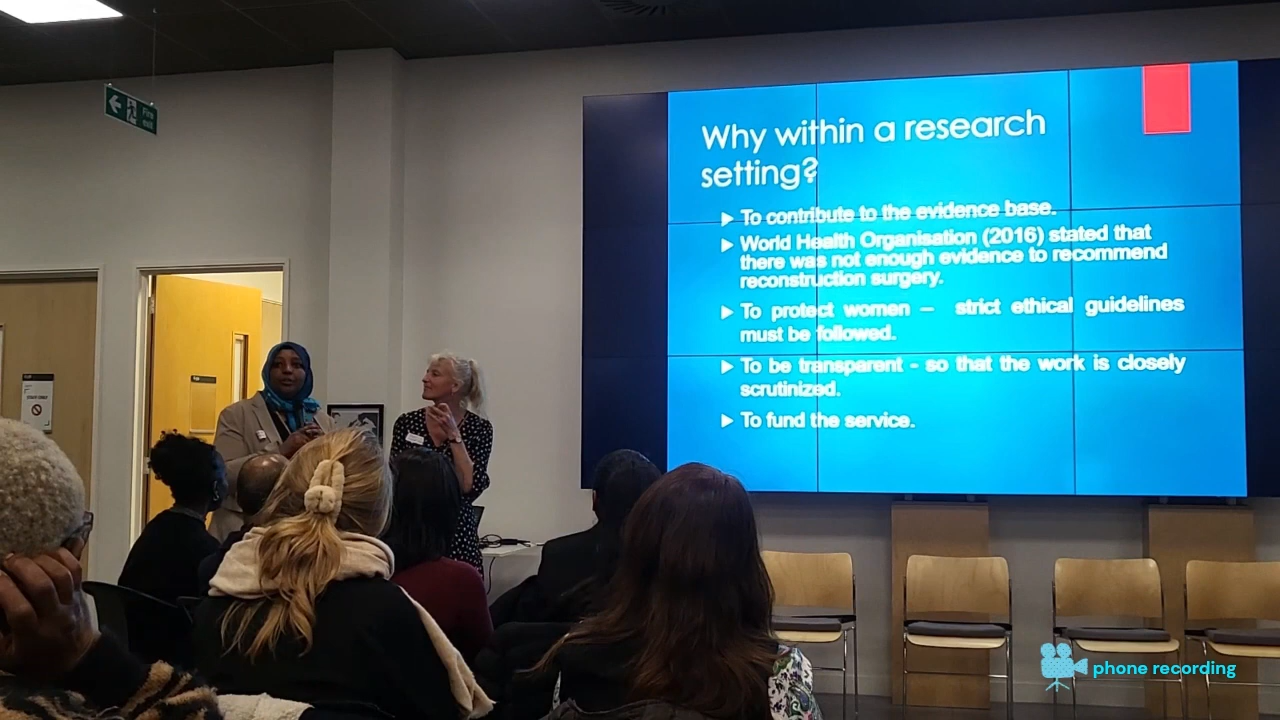 Fire
exit
Why within a research
setting?
To contribute to the evidence base.
World Health Organisation (2016) stated that
there was not enough evidence to recommend
reconstruction surgery.
To protect women – strict ethical guidelines
must be followed.
To be transparent - so that the work is closely
scrutinized.
To fund the service.
phone recording